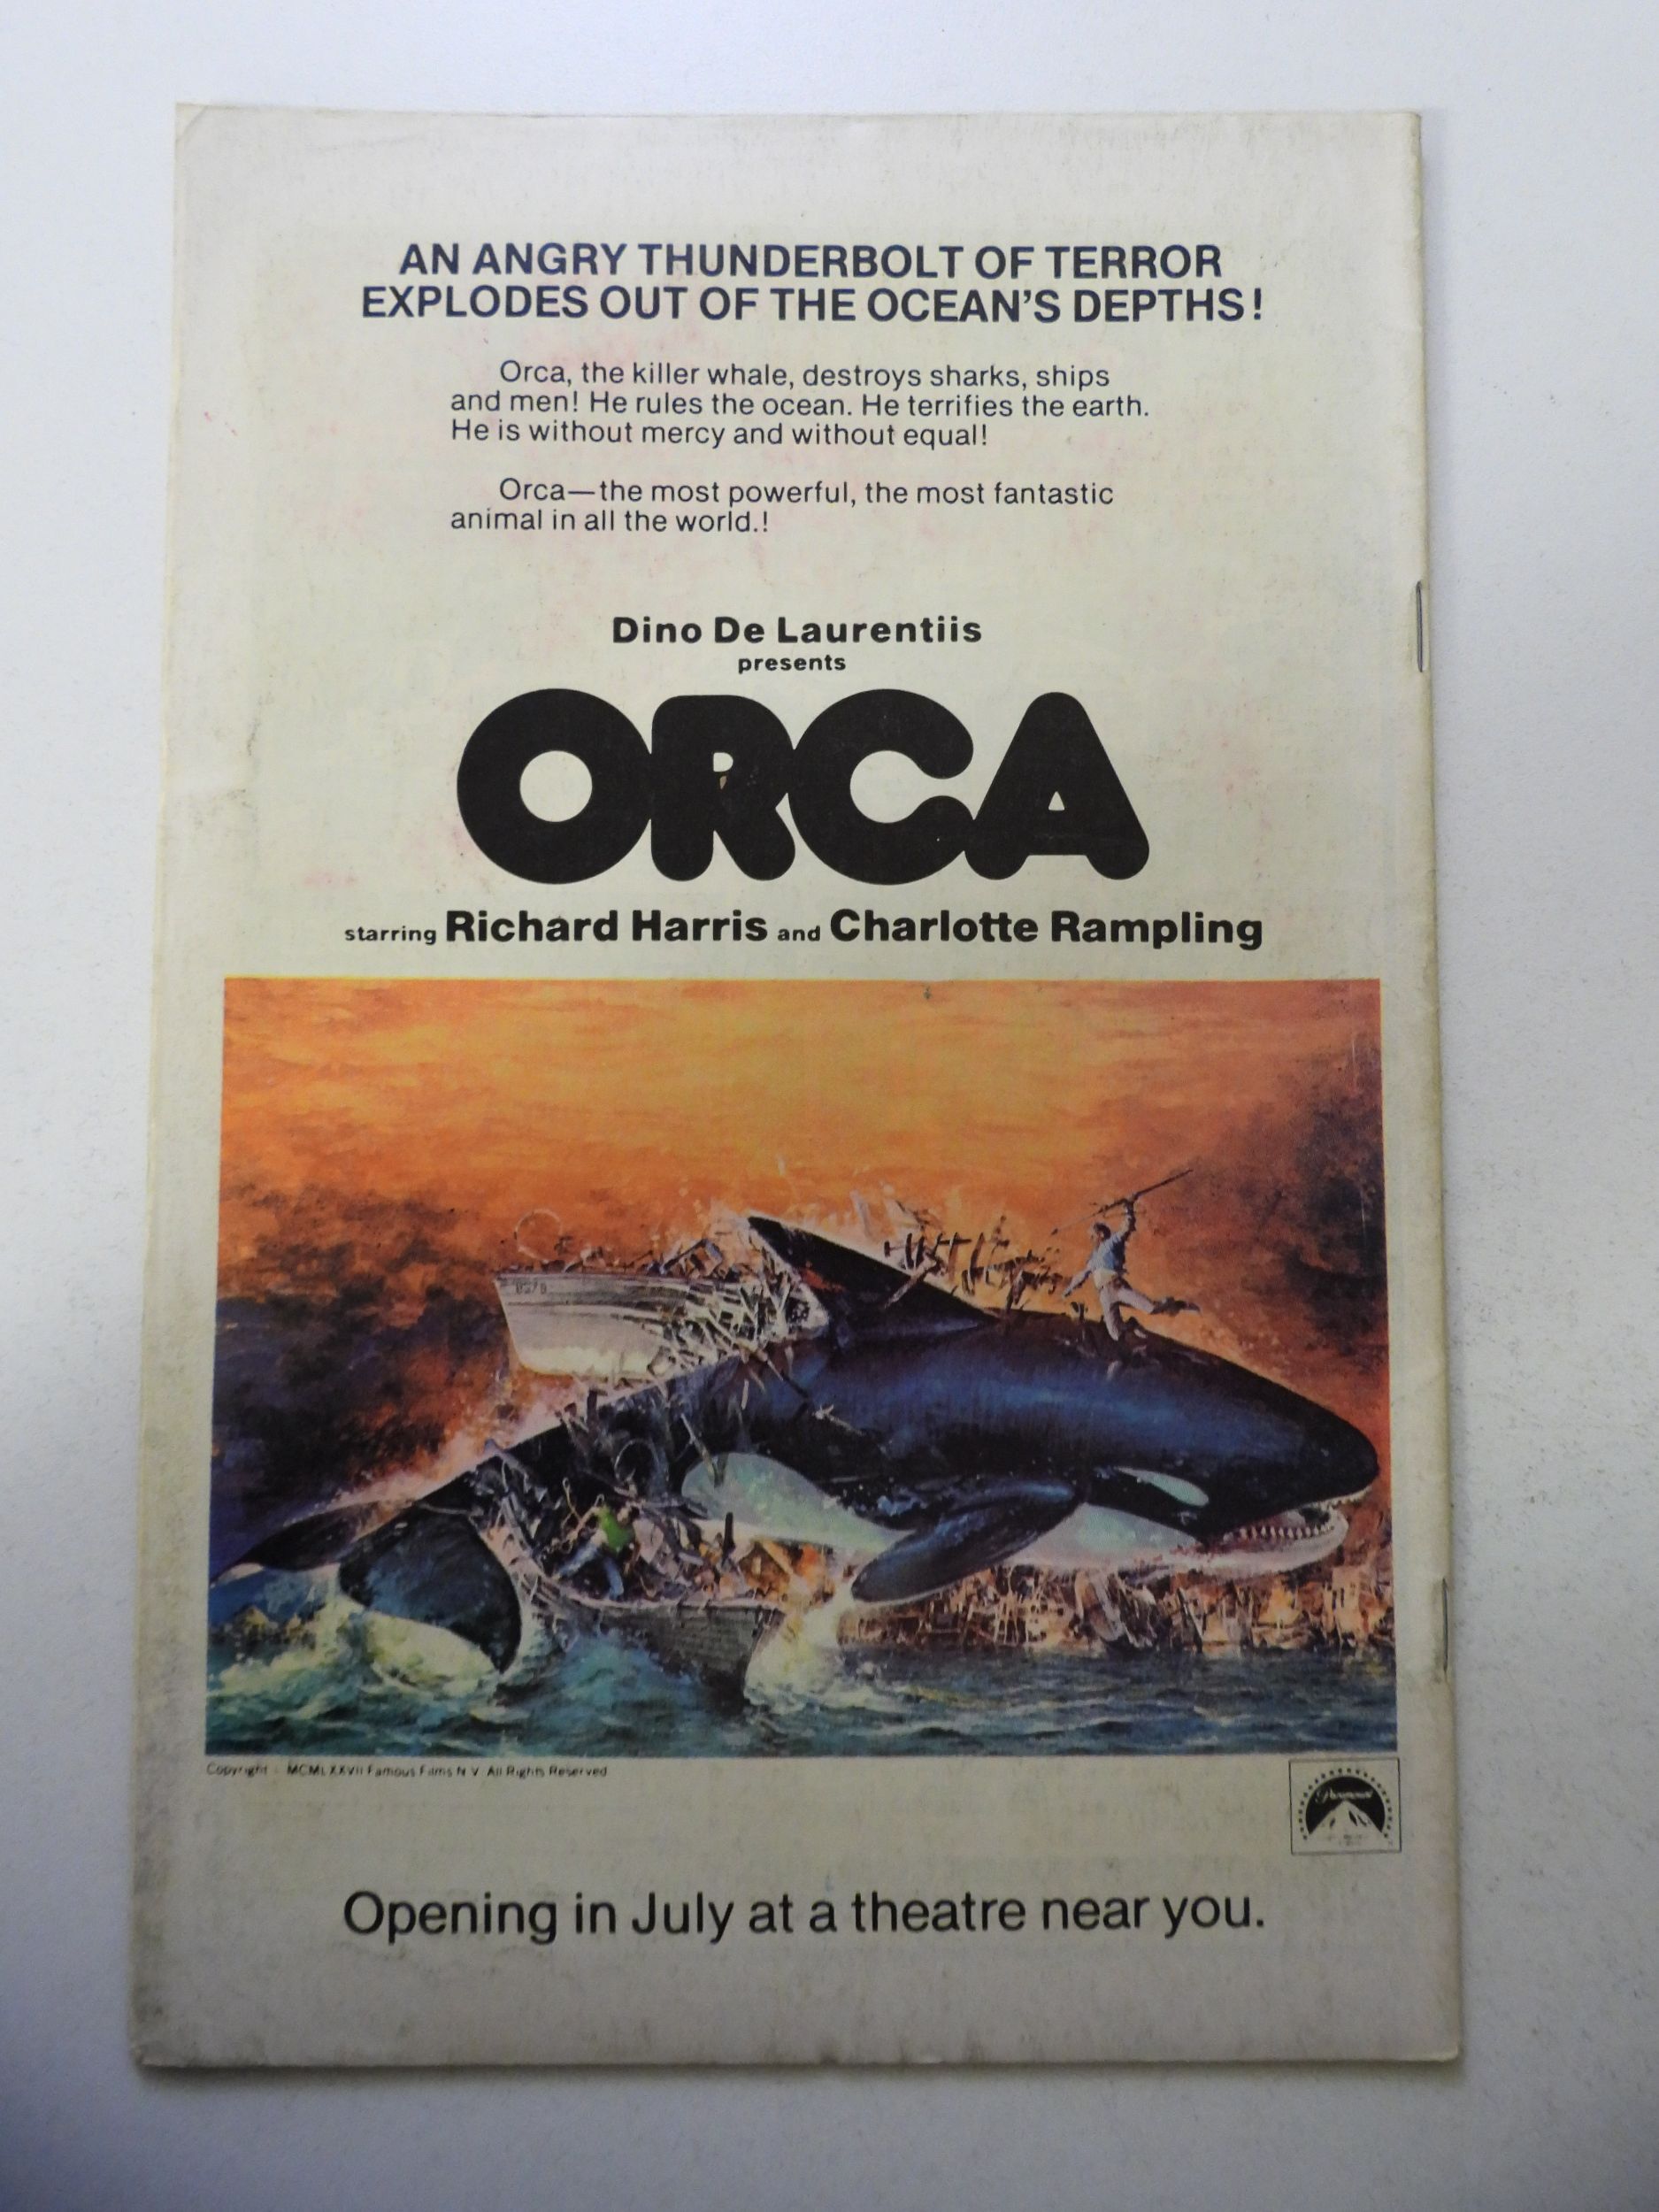 AN ANGRY THUNDERBOLT OF TERROR
EXPLODES OUT OF THE OCEAN'S DEPTHS!
Orca, the killer whale, destroys sharks, ships
and men! He rules the ocean. He terrifies the earth.
He is without mercy and without equal!
Orca—the most powerful, the most fantastic
animal in all the world.!
Dino De Laurentiis
presents
ORCA
starring Richard Harris and Charlotte Rampling
Copyright MCMLXXVII Famous Films N.V. All Rights Reserved
Paramount
Opening in July at a theatre near you.